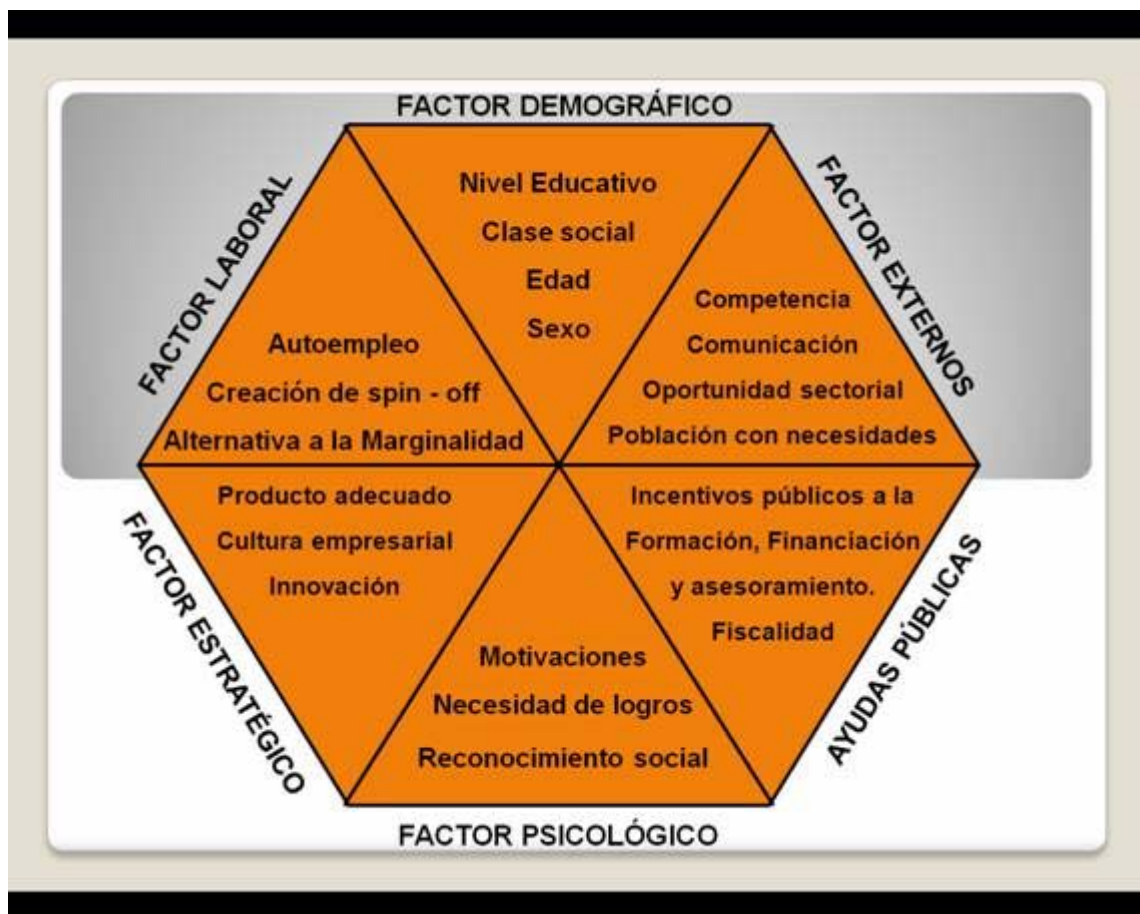 FACTOR DEMOGRÁFICO
Nivel Educativo
Clase social
Edad
Sexo
FACTOR EXTERNOS
Competencia
Comunicación
Oportunidad sectorial
Población con necesidades
AYUDAS PÚBLICAS
Incentivos públicos a la
Formación, Financiación
y asesoramiento.
Fiscalidad
FACTOR PSICOLÓGICO
Motivaciones
Necesidad de logros
Reconocimiento social
FACTOR ESTRATÉGICO
Producto adecuado
Cultura empresarial
Innovación
FACTOR LABORAL
Autoempleo
Creación de spin - off
Alternativa a la Marginalidad